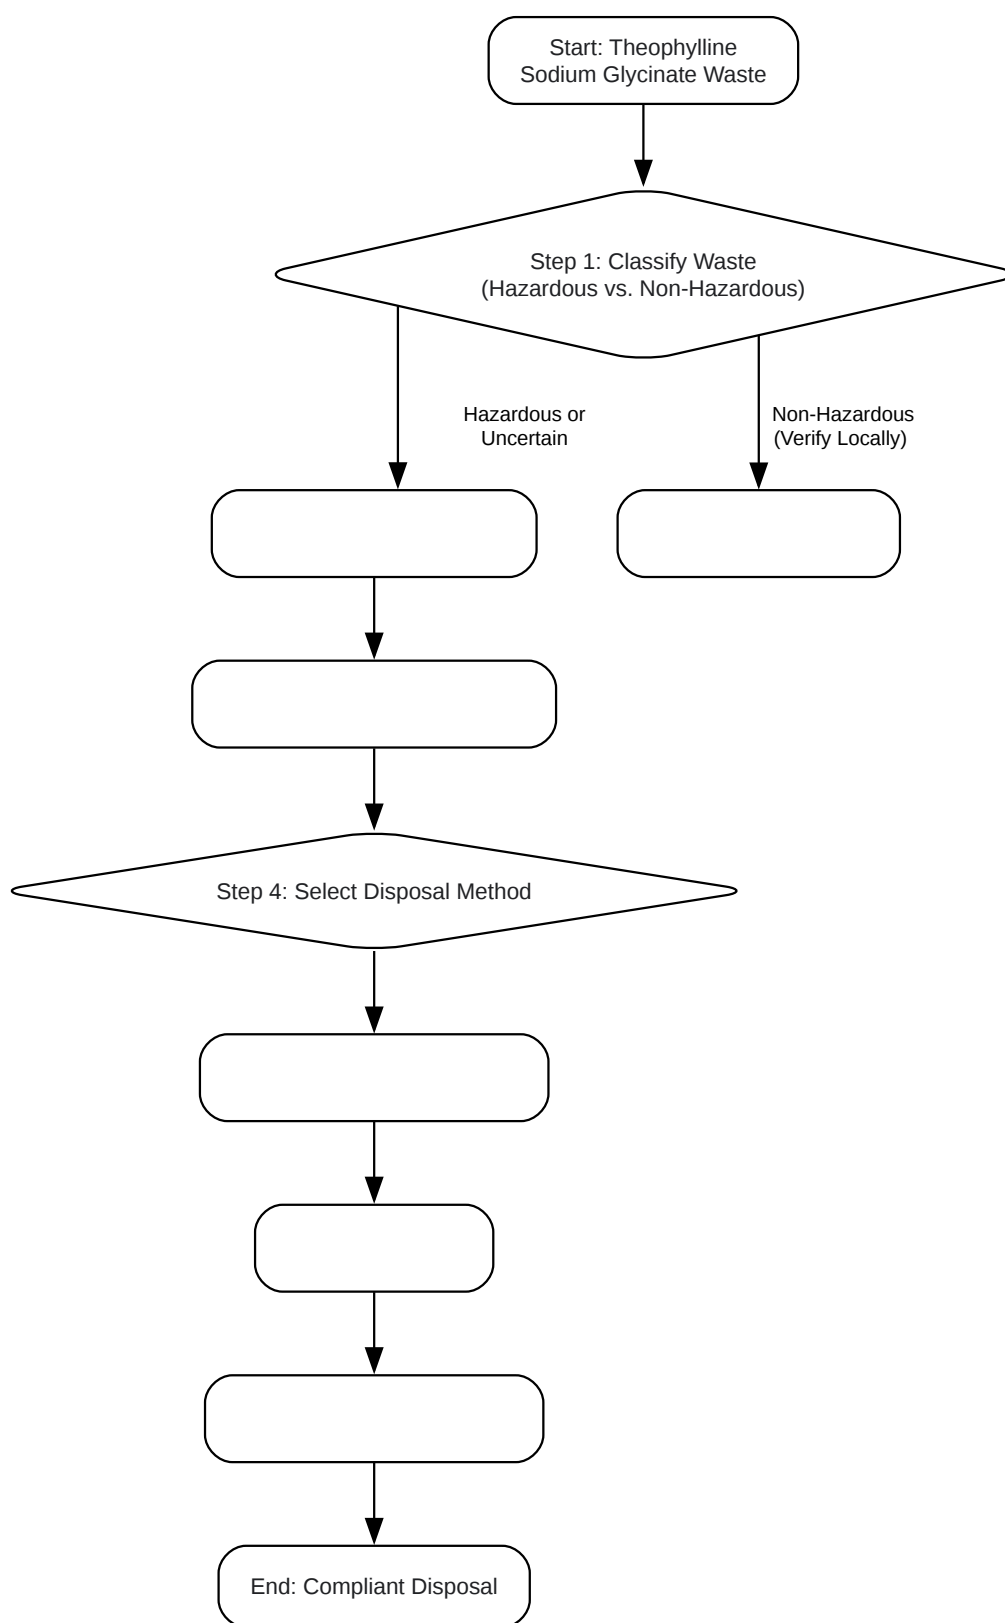 Start: Theophylline
Sodium Glycinate Waste
Step 1: Classify Waste
(Hazardous vs. Non-Hazardous)
Hazardous or
Uncertain
Non-Hazardous
(Verify Locally)
Step 4: Select Disposal Method
End: Compliant Disposal